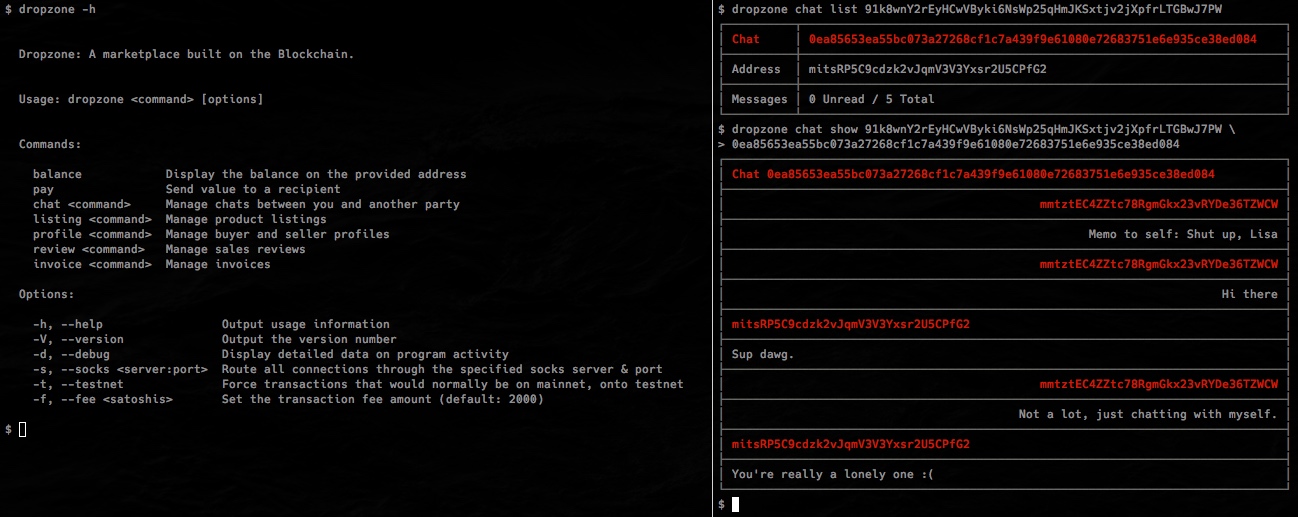 $ dropzone -h
Dropzone: A marketplace built on the Blockchain.
Usage: dropzone <command> [options]
Commands:
balance Display the balance on the provided address
pay Send value to a recipient
chat <command> Manage chats between you and another party
listing <command> Manage product listings
profile <command> Manage buyer and seller profiles
review <command> Manage sales reviews
invoice <command> Manage invoices
Options:
-h, --help Output usage information
-V, --version Output the version number
-d, --debug Display detailed data on program activity
-s, --socks <server:port> Route all connections through the specified socks server & port
-t, --testnet Force transactions that would normally be on mainnet, onto testnet
-f, --fee <satoshis> Set the transaction fee amount (default: 2000)
$
$ dropzone chat list 91k8wnY2rEyHCwVByki6NsWp25qHmJKSxtjv2jXpfrLTGBwJ7PW
Chat 0ea85653ea55bc073a27268cf1c7a439f9e61080e72683751e6e935ce38ed084
Address mitsRP5C9cdzk2vJqmV3V3Yxsr2U5CPfG2
Messages 0 Unread / 5 Total
$ dropzone chat show 91k8wnY2rEyHCwVByki6NsWp25qHmJKSxtjv2jXpfrLTGBwJ7PW \
> 0ea85653ea55bc073a27268cf1c7a439f9e61080e72683751e6e935ce38ed084
Chat 0ea85653ea55bc073a27268cf1c7a439f9e61080e72683751e6e935ce38ed084
mmtztEC4ZZtc78RgmGkx23vRYDe36TZWCW
Memo to self: Shut up, Lisa
mmtztEC4ZZtc78RgmGkx23vRYDe36TZWCW
Hi there
mitsRP5C9cdzk2vJqmV3V3Yxsr2U5CPfG2
Sup dawg.
mmtztEC4ZZtc78RgmGkx23vRYDe36TZWCW
Not a lot, just chatting with myself.
mitsRP5C9cdzk2vJqmV3V3Yxsr2U5CPfG2
You're really a lonely one :(
$